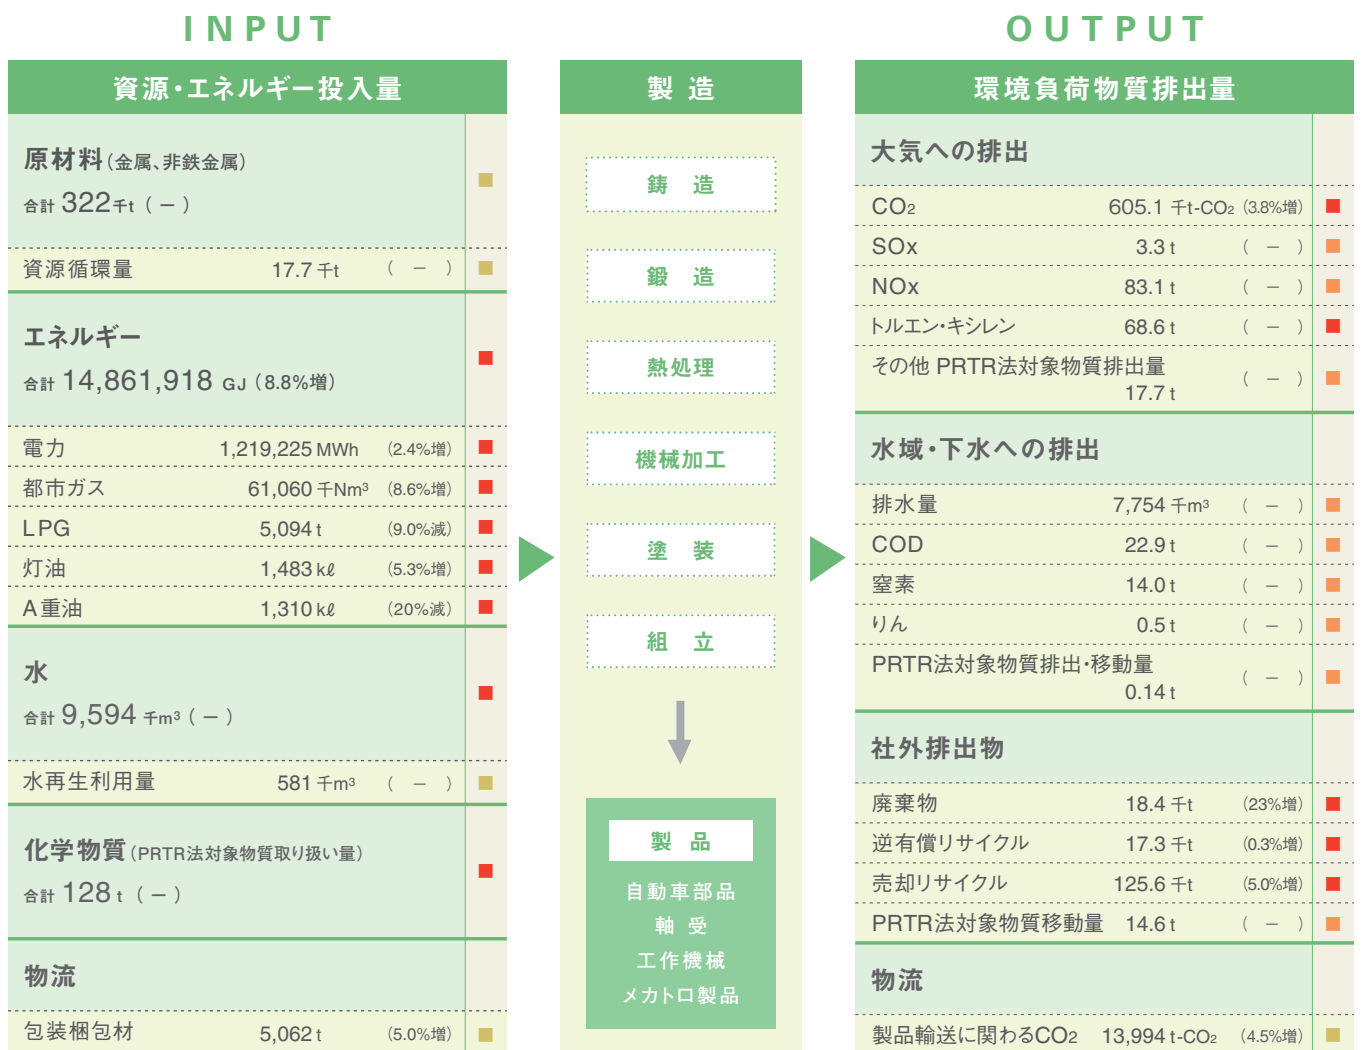 INPUT
資源・エネルギー投入量
原材料（金属、非鉄金属）
合計 322千t（－）
資源循環量 17.7 千t （－）
エネルギー
合計 14,861,918 GJ（8.8%増）
電力 1,219,225 MWh （2.4%増）
都市ガス 61,060 千Nm³ （8.6%増）
LPG 5,094 t （9.0%減）
灯油 1,483 kℓ （5.3%増）
A重油 1,310 kℓ （20%減）
水
合計 9,594 千m³（－）
水再生利用量 581 千m³ （－）
化学物質（PRTR法対象物質取り扱い量）
合計 128 t（－）
物流
包装梱包材 5,062 t （5.0%増）
製造
鋳造
鍛造
熱処理
機械加工
塗装
組立
製品
自動車部品
軸受
工作機械
メカトロ製品
OUTPUT
環境負荷物質排出量
大気への排出
CO₂ 605.1 千t-CO₂（3.8%増）
SOx 3.3 t （－）
NOx 83.1 t （－）
トルエン・キシレン 68.6 t （－）
その他 PRTR法対象物質排出量
17.7 t （－）
水域・下水への排出
排水量 7,754 千m³ （－）
COD 22.9 t （－）
窒素 14.0 t （－）
りん 0.5 t （－）
PRTR法対象物質排出・移動量
0.14 t （－）
社外排出物
廃棄物 18.4 千t （23%増）
逆有償リサイクル 17.3 千t （0.3%増）
売却リサイクル 125.6 千t （5.0%増）
PRTR法対象物質移動量 14.6 t （－）
物流
製品輸送に関わるCO₂ 13,994 t-CO₂ （4.5%増）